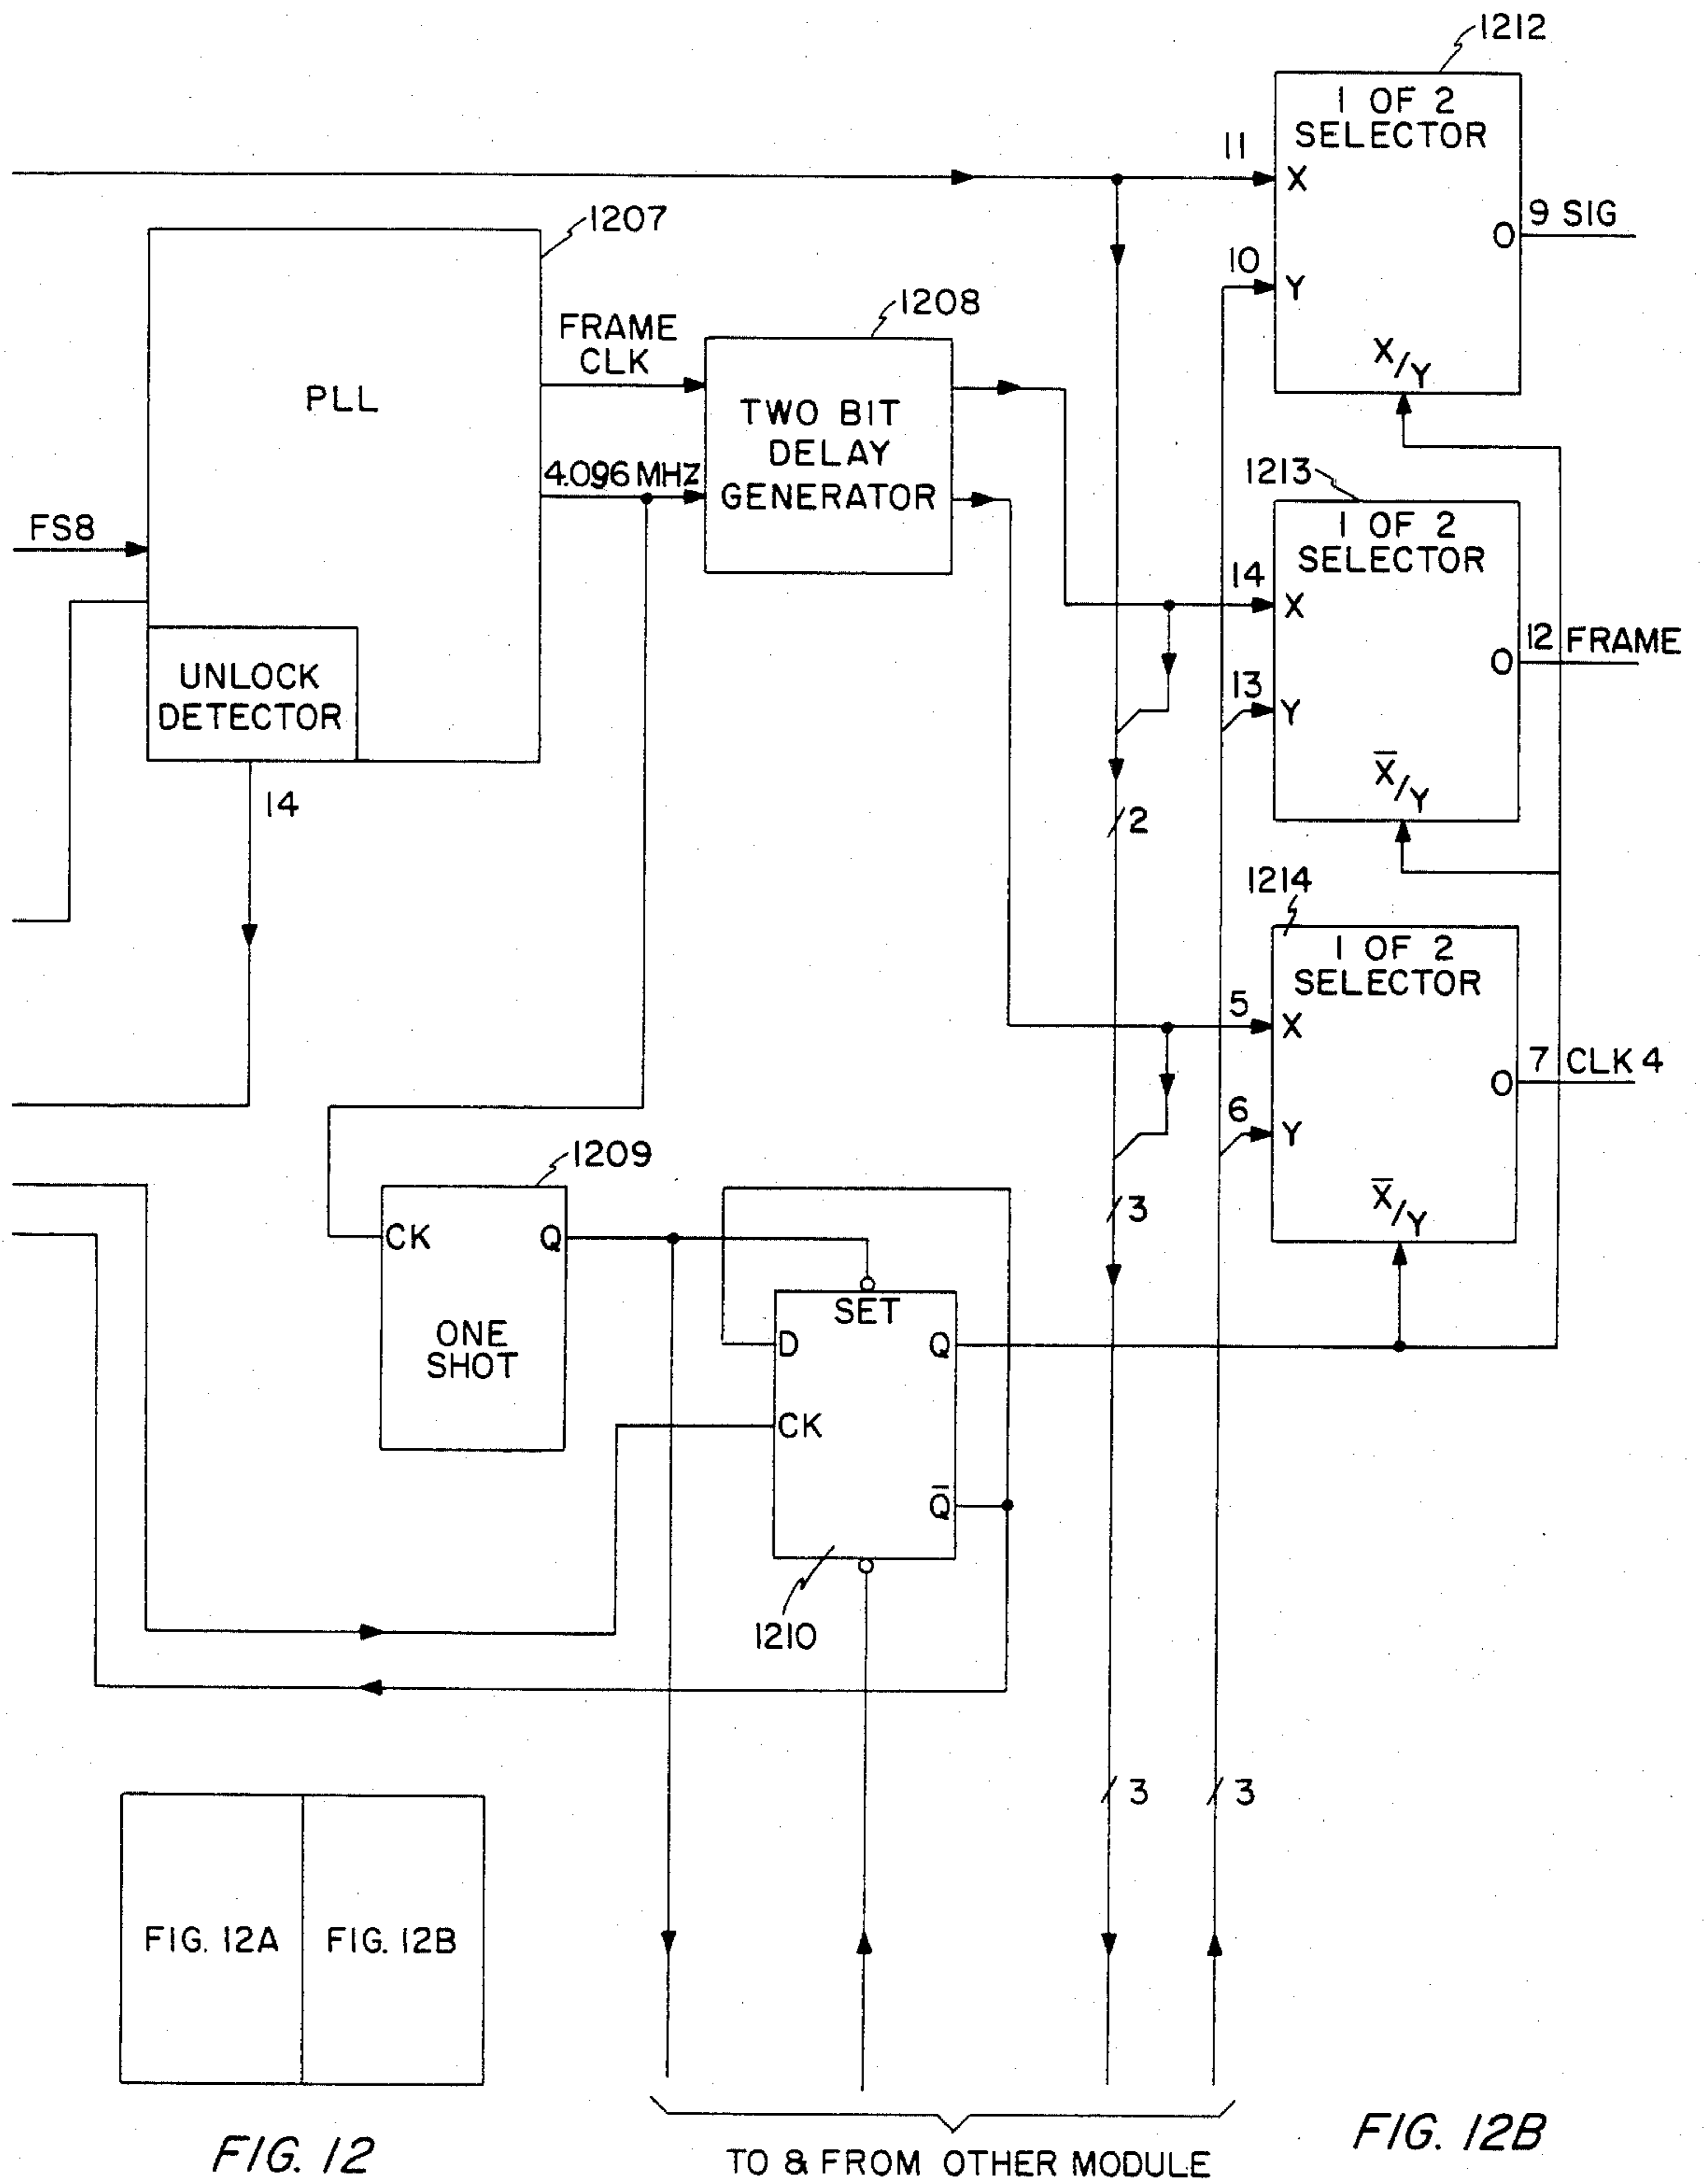 1212
1 OF 2
SELECTOR
11
X
9 SIG
O
10
Y
X/Y
1207
PLL
FRAME
CLK
4.096 MHZ
1208
TWO BIT
DELAY
GENERATOR
FS8
UNLOCK
DETECTOR
14
1213
1 OF 2
SELECTOR
14
X
12 FRAME
O
13
Y
X̅/Y
2
1214
1 OF 2
SELECTOR
5
X
7 CLK 4
O
6
Y
X̅/Y
3
1209
CK
Q
ONE
SHOT
SET
D
Q
CK
Q̅
1210
3
3
FIG. 12A
FIG. 12B
FIG. 12
TO & FROM OTHER MODULE
FIG. 12B